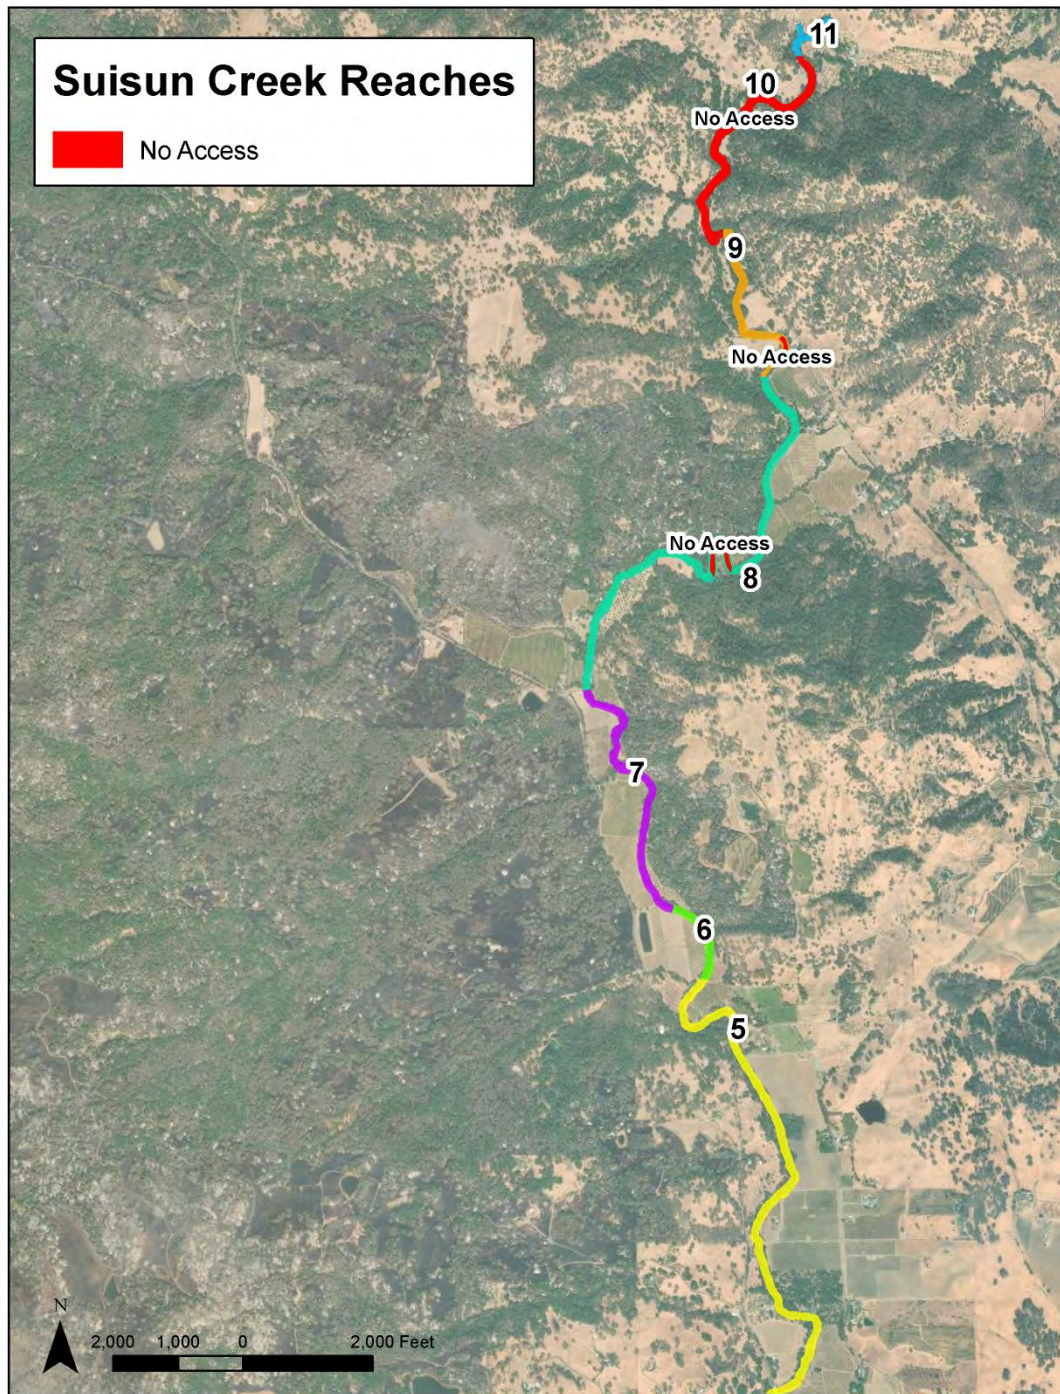 Suisun Creek Reaches
No Access
11
10
No Access
9
No Access
No Access
8
7
6
5
N
2,000 1,000 0 2,000 Feet